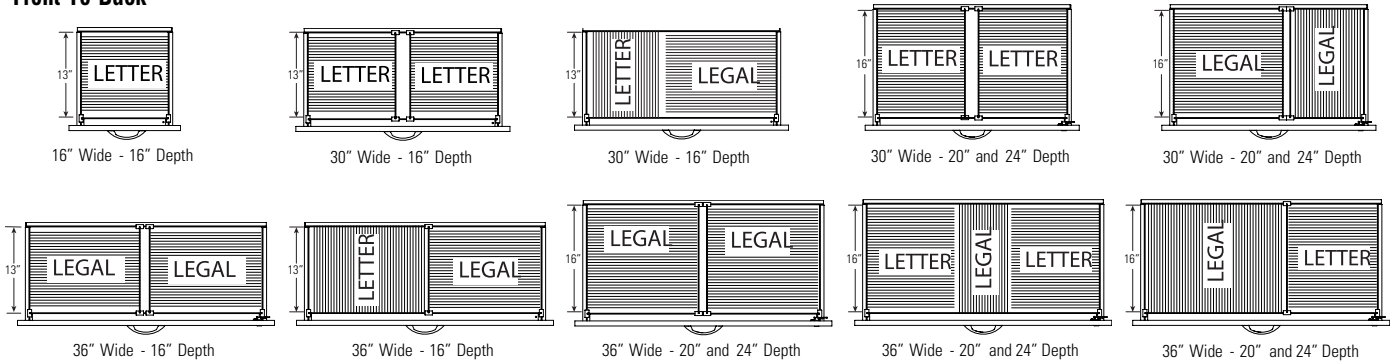 Front To Back
13”
LETTER
16” Wide - 16” Depth
13”
LETTER
LETTER
30” Wide - 16” Depth
13”
LETTER
LEGAL
30” Wide - 16” Depth
16”
LETTER
LETTER
30” Wide - 20” and 24” Depth
16”
LEGAL
LEGAL
30” Wide - 20” and 24” Depth
13”
LEGAL
LEGAL
36” Wide - 16” Depth
13”
LETTER
LEGAL
36” Wide - 16” Depth
16”
LEGAL
LEGAL
36” Wide - 20” and 24” Depth
16”
LETTER
LEGAL
LETTER
36” Wide - 20” and 24” Depth
16”
LEGAL
LETTER
36” Wide - 20” and 24” Depth